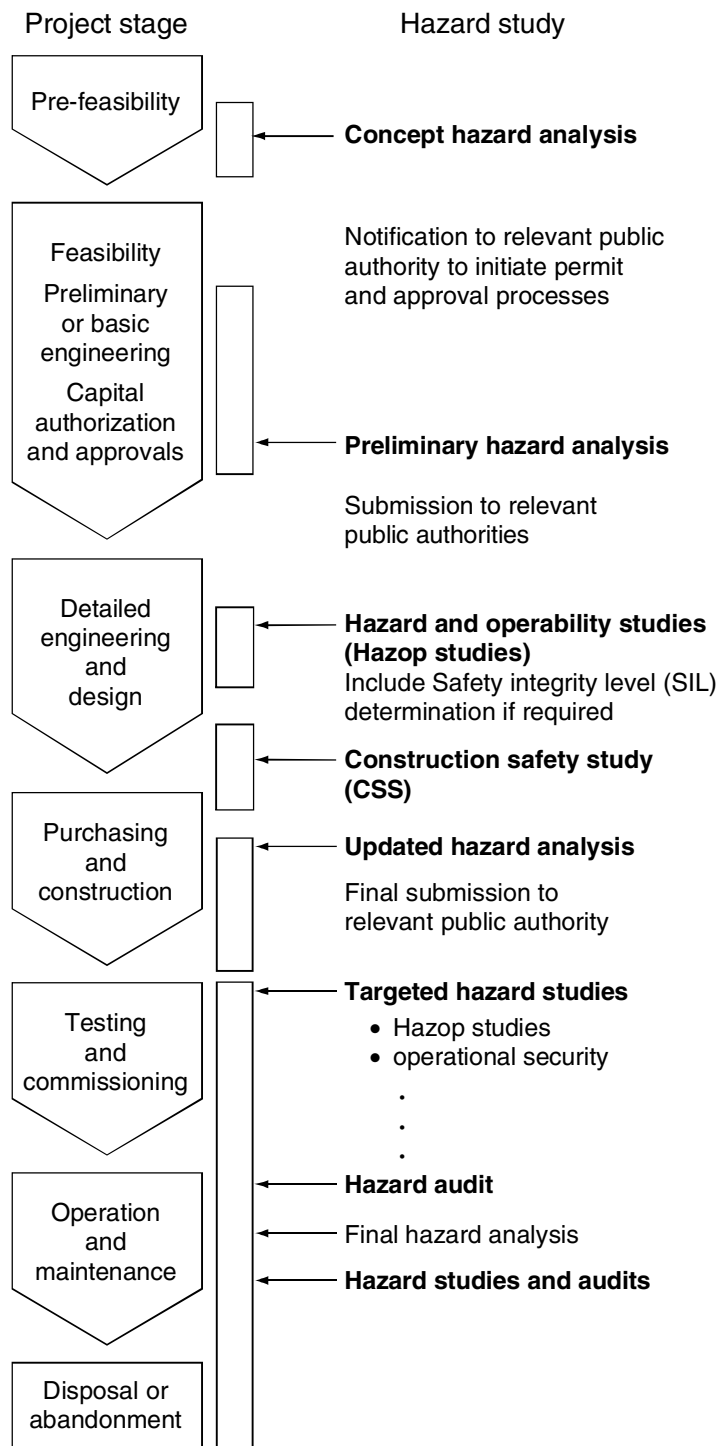 Project stage
Hazard study
Pre-feasibility
Concept hazard analysis
Feasibility
Preliminary
or basic
engineering
Capital
authorization
and approvals
Notification to relevant public
authority to initiate permit
and approval processes
Preliminary hazard analysis
Submission to relevant
public authorities
Detailed
engineering
and
design
Hazard and operability studies
(Hazop studies)
Include Safety integrity level (SIL)
determination if required
Construction safety study
(CSS)
Purchasing
and
construction
Updated hazard analysis
Final submission to
relevant public authority
Testing
and
commissioning
Targeted hazard studies
• Hazop studies
• operational security
.
.
.
Operation
and
maintenance
Hazard audit
Final hazard analysis
Hazard studies and audits
Disposal or
abandonment